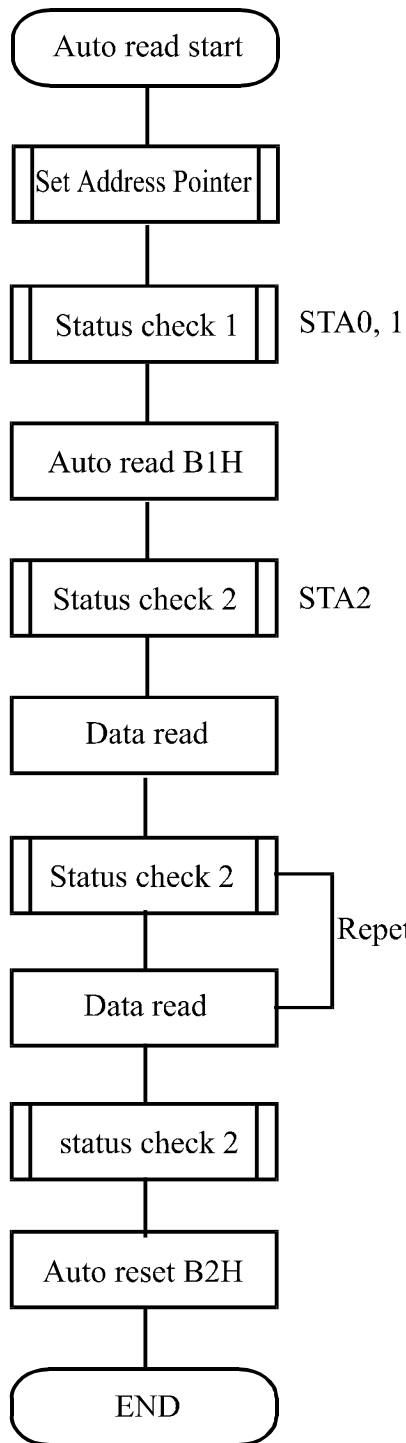 Auto read start
Set Address Pointer
Status check 1
STA0, 1
Auto read B1H
Status check 2
STA2
Data read
Status check 2
Repet
Data read
status check 2
Auto reset B2H
END